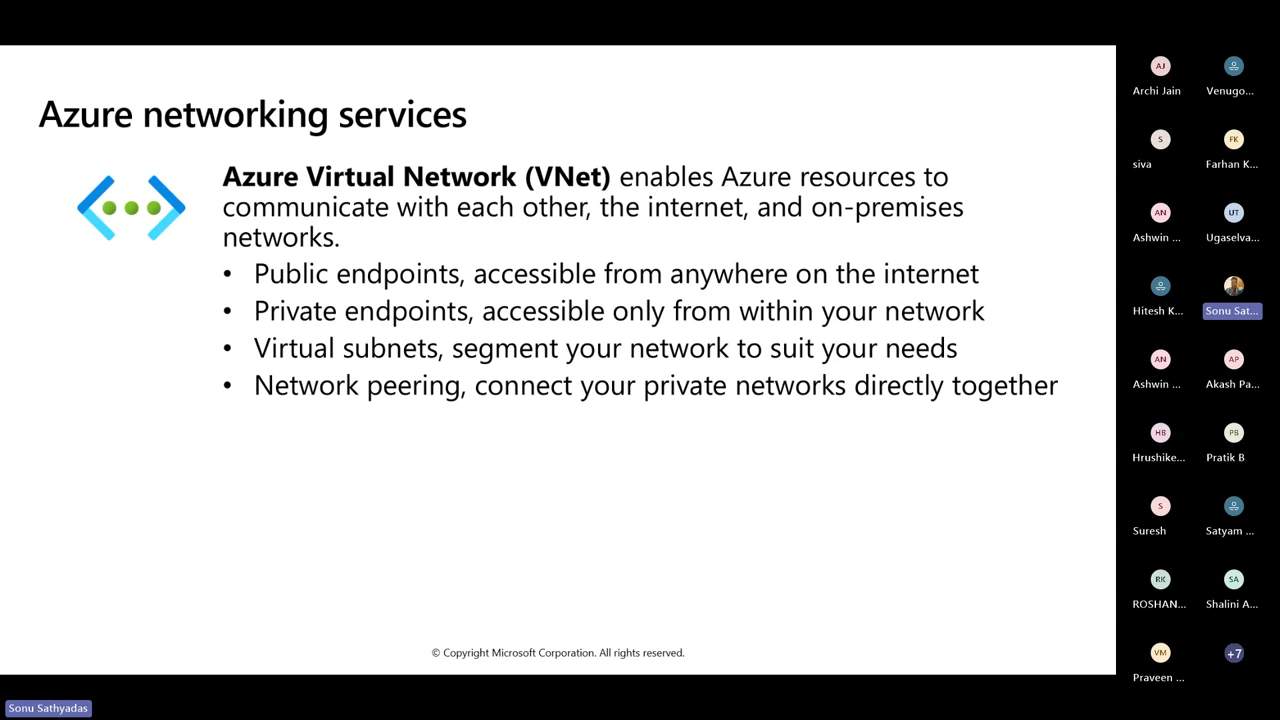 Azure networking services
Azure Virtual Network (VNet) enables Azure resources to
communicate with each other, the internet, and on-premises
networks.
• Public endpoints, accessible from anywhere on the internet
• Private endpoints, accessible only from within your network
• Virtual subnets, segment your network to suit your needs
• Network peering, connect your private networks directly together
© Copyright Microsoft Corporation. All rights reserved.
Sonu Sathyadas
AJ
Archi Jain
Venugo...
S
siva
FK
Farhan K...
AN
Ashwin ...
UT
Ugaselva...
Hitesh K...
Sonu Sat...
AN
Ashwin ...
AP
Akash Pa...
HB
Hrushike...
PB
Pratik B
S
Suresh
Satyam ...
RK
ROSHAN...
SA
Shalini A...
VM
Praveen ...
+7